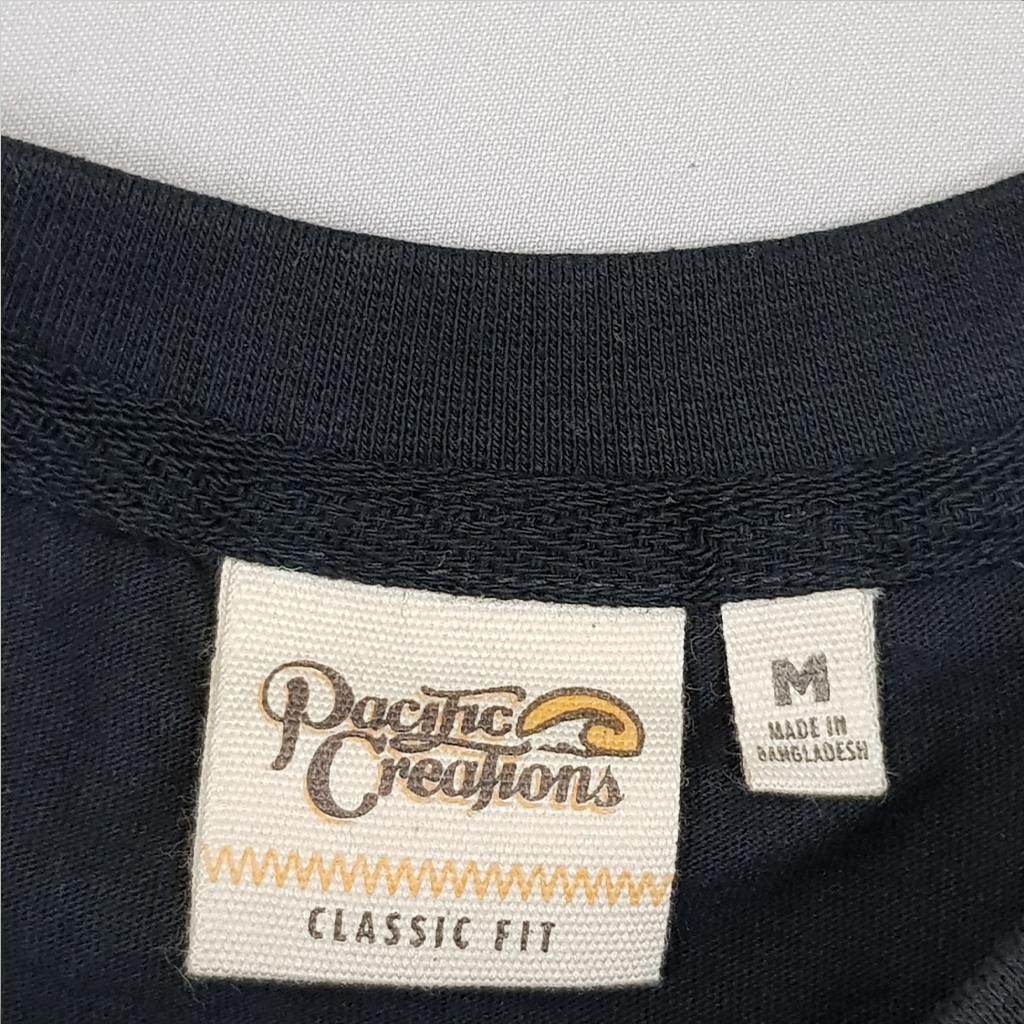 Pacific
Creations
CLASSIC FIT
M
MADE IN
BANGLADESH